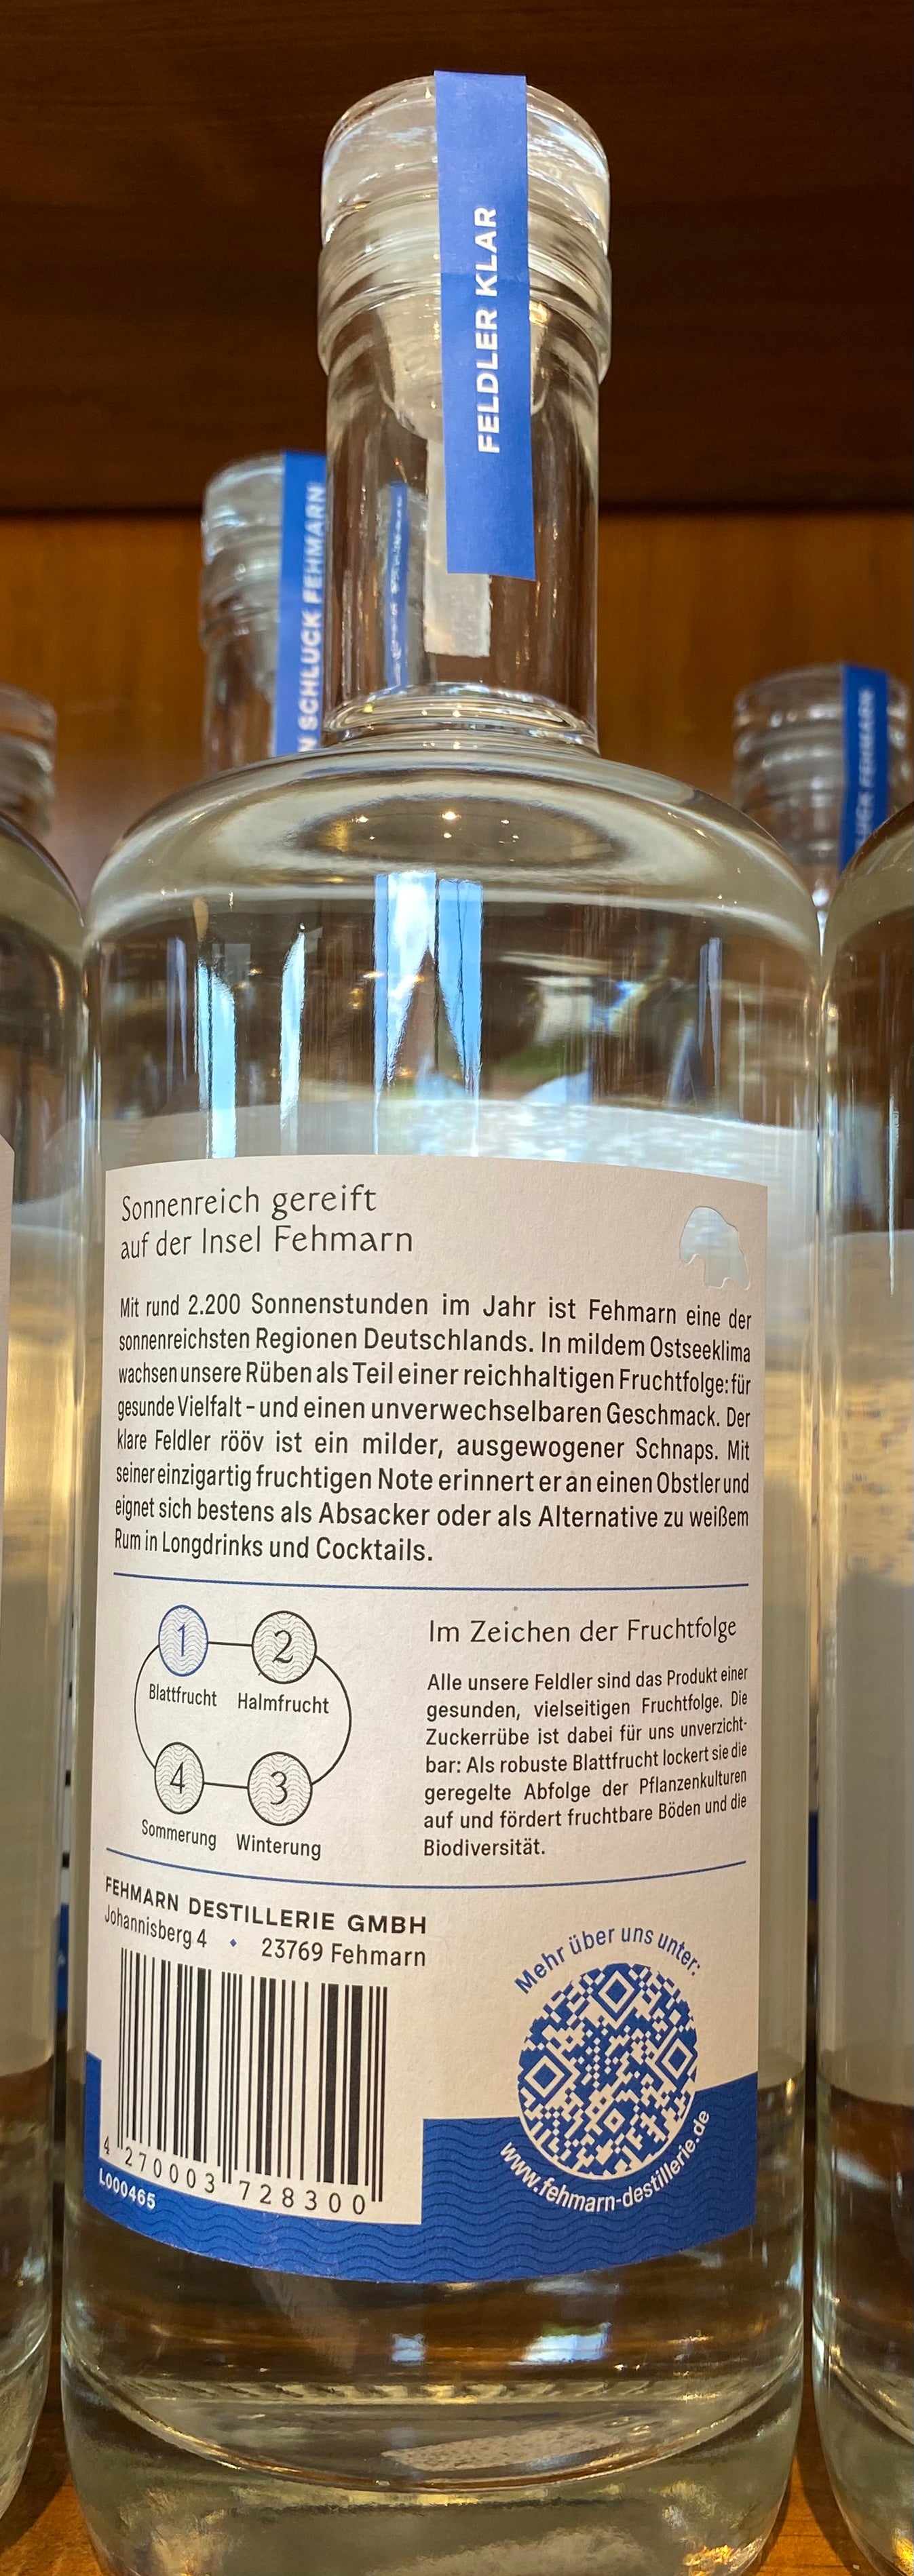 FELDLER KLAR
SCHLUCK FEHMARN
FEHMARN
Sonnenreich gereift
auf der Insel Fehmarn
Mit rund 2.200 Sonnenstunden im Jahr ist Fehmarn eine der
sonnenreichsten Regionen Deutschlands. In mildem Ostseeklima
wachsen unsere Rüben als Teil einer reichhaltigen Fruchtfolge: für
gesunde Vielfalt – und einen unverwechselbaren Geschmack. Der
klare Feldler rööv ist ein milder, ausgewogener Schnaps. Mit
seiner einzigartig fruchtigen Note erinnert er an einen Obstler und
eignet sich bestens als Absacker oder als Alternative zu weißem
Rum in Longdrinks und Cocktails.
1
2
Blattfrucht Halmfrucht
4
3
Sommerung Winterung
Im Zeichen der Fruchtfolge
Alle unsere Feldler sind das Produkt einer
gesunden, vielseitigen Fruchtfolge. Die
Zuckerrübe ist dabei für uns unverzicht-
bar: Als robuste Blattfrucht lockert sie die
geregelte Abfolge der Pflanzenkulturen
auf und fördert fruchtbare Böden und die
Biodiversität.
FEHMARN DESTILLERIE GMBH
Johannisberg 4 • 23769 Fehmarn
4 270003 728300
L000465
Mehr über uns unter:
www.fehmarn-destillerie.de